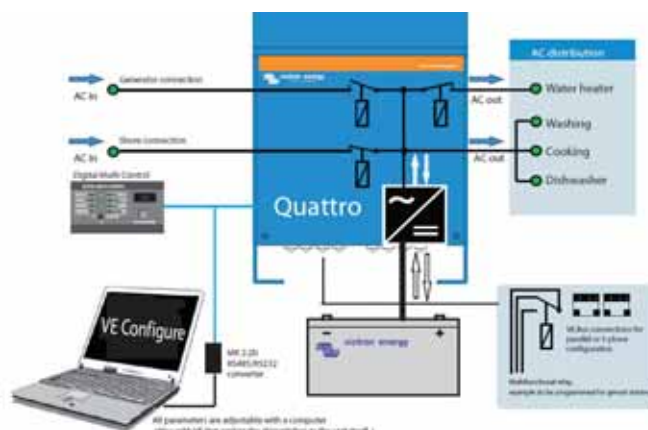 AC distribution
victron energy
Generator connection
AC in
AC out
Water heater
Washing
Shore connection
AC in
AC out
Cooking
Digital Multi Control
Dishwasher
Quattro
VE Configure
MK 2.2b
RS485/RS232
converter
victron energy
VE.Bus connections for
parallel or 3-phase
configuration
Multifunctional relay,
example to be programmed for genset
All parameters are adjustable with a computer